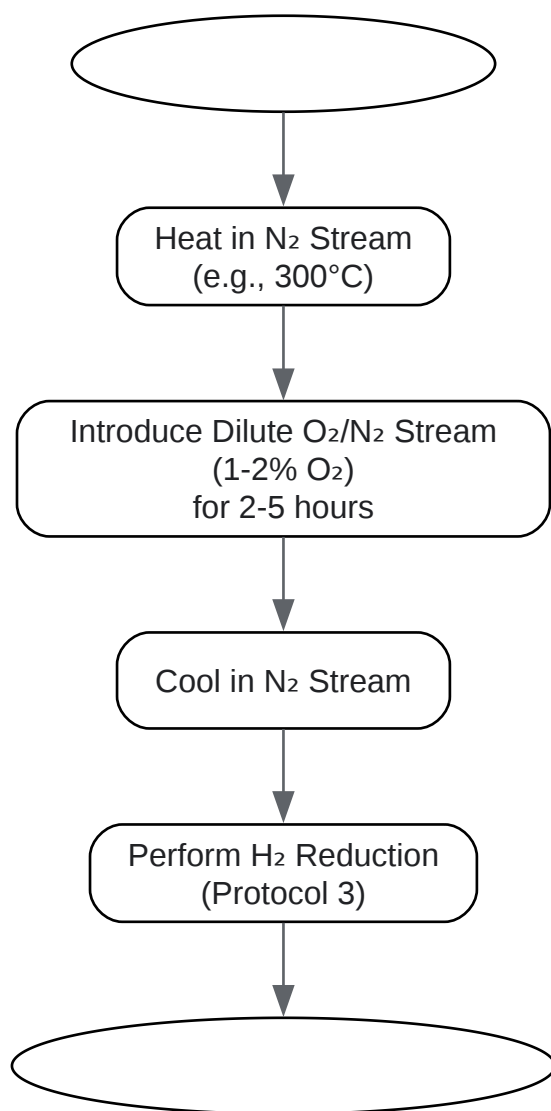 Heat in N₂ Stream
(e.g., 300°C)
Introduce Dilute O₂/N₂ Stream
(1-2% O₂)
for 2-5 hours
Cool in N₂ Stream
Perform H₂ Reduction
(Protocol 3)